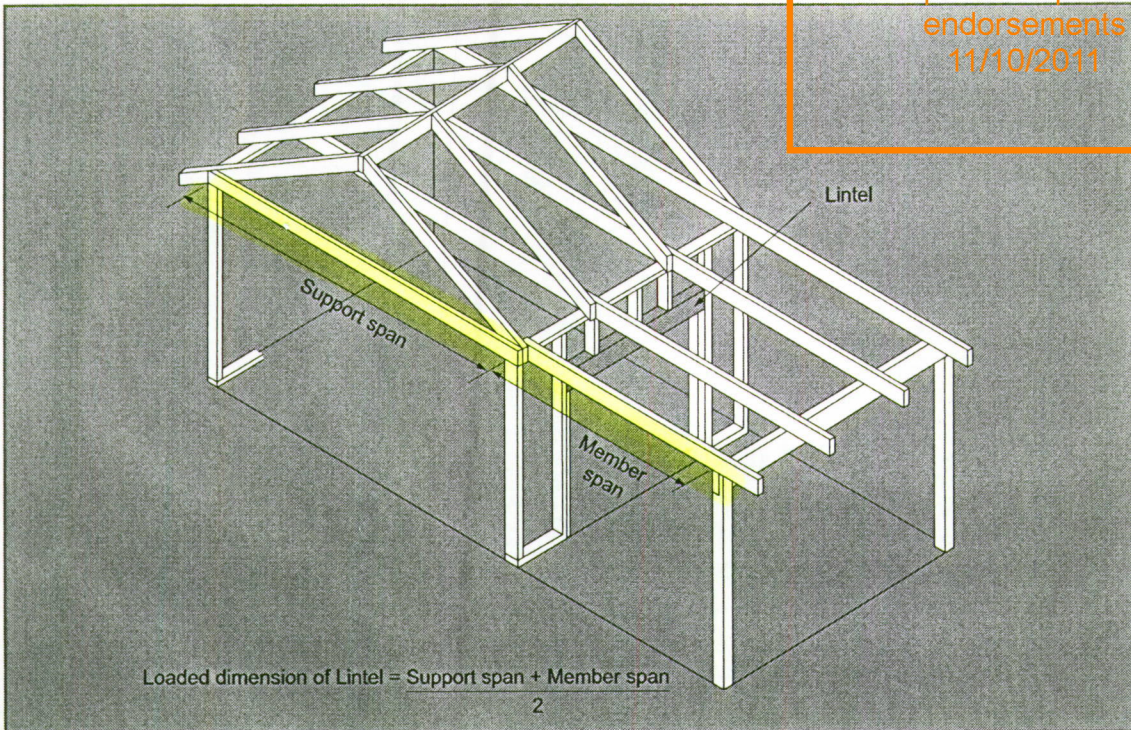 endorsements
11/10/2011
Lintel
Support span
Member
span
Loaded dimension of Lintel = Support span + Member span
2